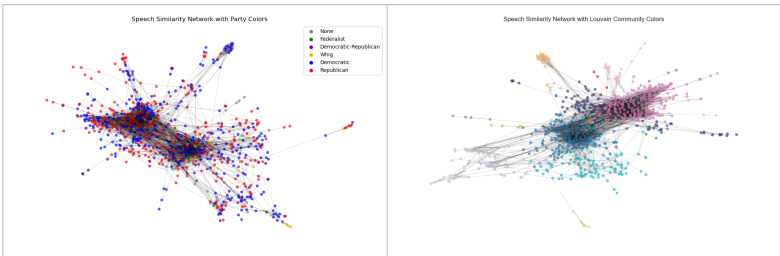 Speech Similarity Network with Party Colors
None
Federalist
Democratic-Republican
Whig
Democratic
Republican
Speech Similarity Network with Louvain Community Colors